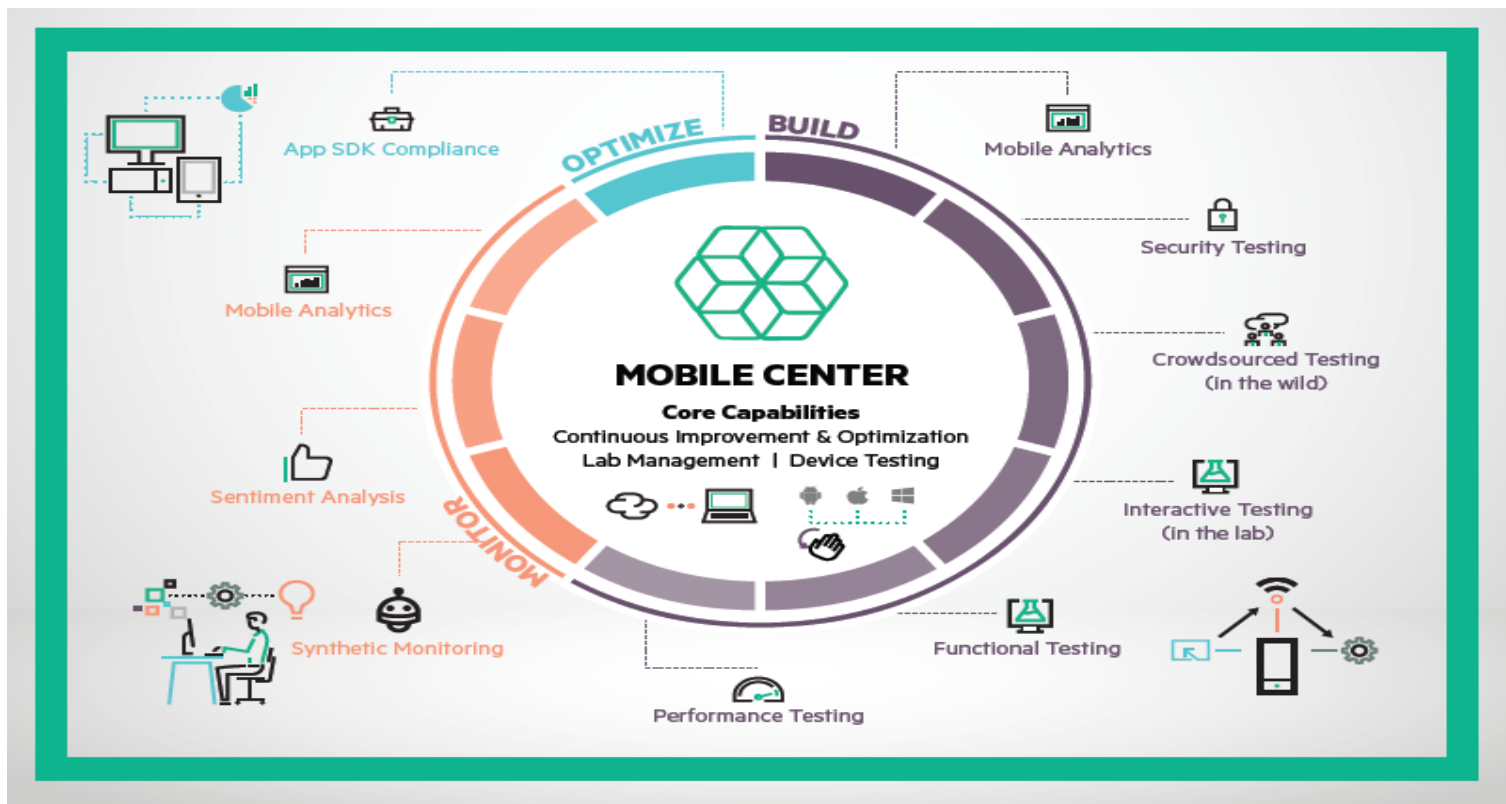 OPTIMIZE
BUILD
App SDK Compliance
Mobile Analytics
Security Testing
Mobile Analytics
Crowdsourced Testing
(in the wild)
MOBILE CENTER
Core Capabilities
Continuous Improvement & Optimization
Lab Management | Device Testing
Sentiment Analysis
MONITOR
Interactive Testing
(in the lab)
Synthetic Monitoring
Functional Testing
Performance Testing